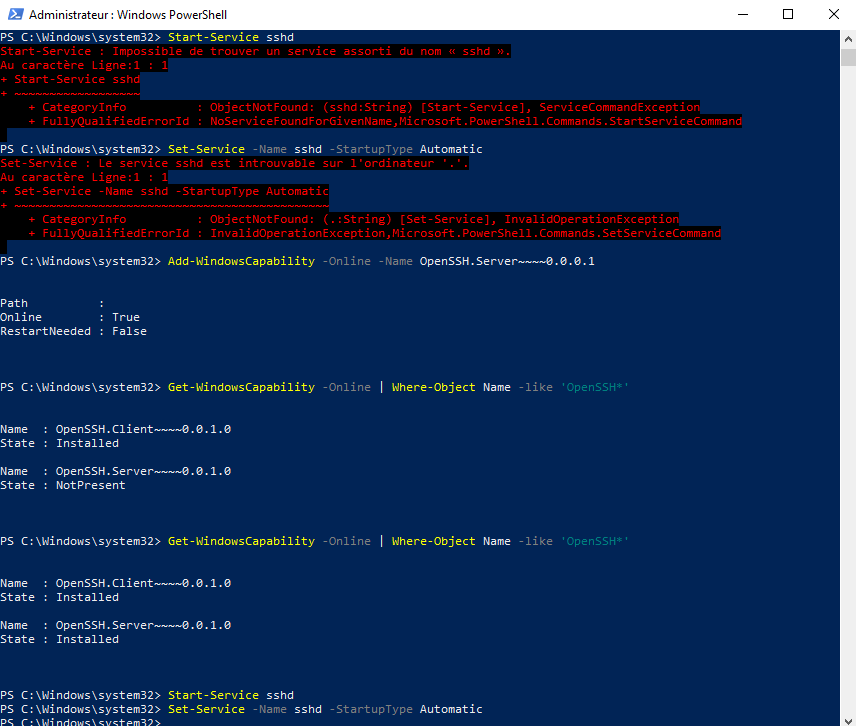 Administrateur : Windows PowerShell
PS C:\Windows\system32> Start-Service sshd
Start-Service : Impossible de trouver un service assorti du nom « sshd ».
Au caractère Ligne:1 : 1
+ Start-Service sshd
+ ~~~~~~~~~~~~~~~~~~
    + CategoryInfo          : ObjectNotFound: (sshd:String) [Start-Service], ServiceCommandException
    + FullyQualifiedErrorId : NoServiceFoundForGivenName,Microsoft.PowerShell.Commands.StartServiceCommand
PS C:\Windows\system32> Set-Service -Name sshd -StartupType Automatic
Set-Service : Le service sshd est introuvable sur l'ordinateur '.'.
Au caractère Ligne:1 : 1
+ Set-Service -Name sshd -StartupType Automatic
+ ~~~~~~~~~~~~~~~~~~~~~~~~~~~~~~~~~~~~~~~~~~~~~
    + CategoryInfo          : ObjectNotFound: (.:String) [Set-Service], InvalidOperationException
    + FullyQualifiedErrorId : InvalidOperationException,Microsoft.PowerShell.Commands.SetServiceCommand
PS C:\Windows\system32> Add-WindowsCapability -Online -Name OpenSSH.Server~~~~0.0.0.1
Path          :
Online        : True
RestartNeeded : False
PS C:\Windows\system32> Get-WindowsCapability -Online | Where-Object Name -like 'OpenSSH*'
Name  : OpenSSH.Client~~~~0.0.1.0
State : Installed
Name  : OpenSSH.Server~~~~0.0.1.0
State : NotPresent
PS C:\Windows\system32> Get-WindowsCapability -Online | Where-Object Name -like 'OpenSSH*'
Name  : OpenSSH.Client~~~~0.0.1.0
State : Installed
Name  : OpenSSH.Server~~~~0.0.1.0
State : Installed
PS C:\Windows\system32> Start-Service sshd
PS C:\Windows\system32> Set-Service -Name sshd -StartupType Automatic
PS C:\Windows\system32>